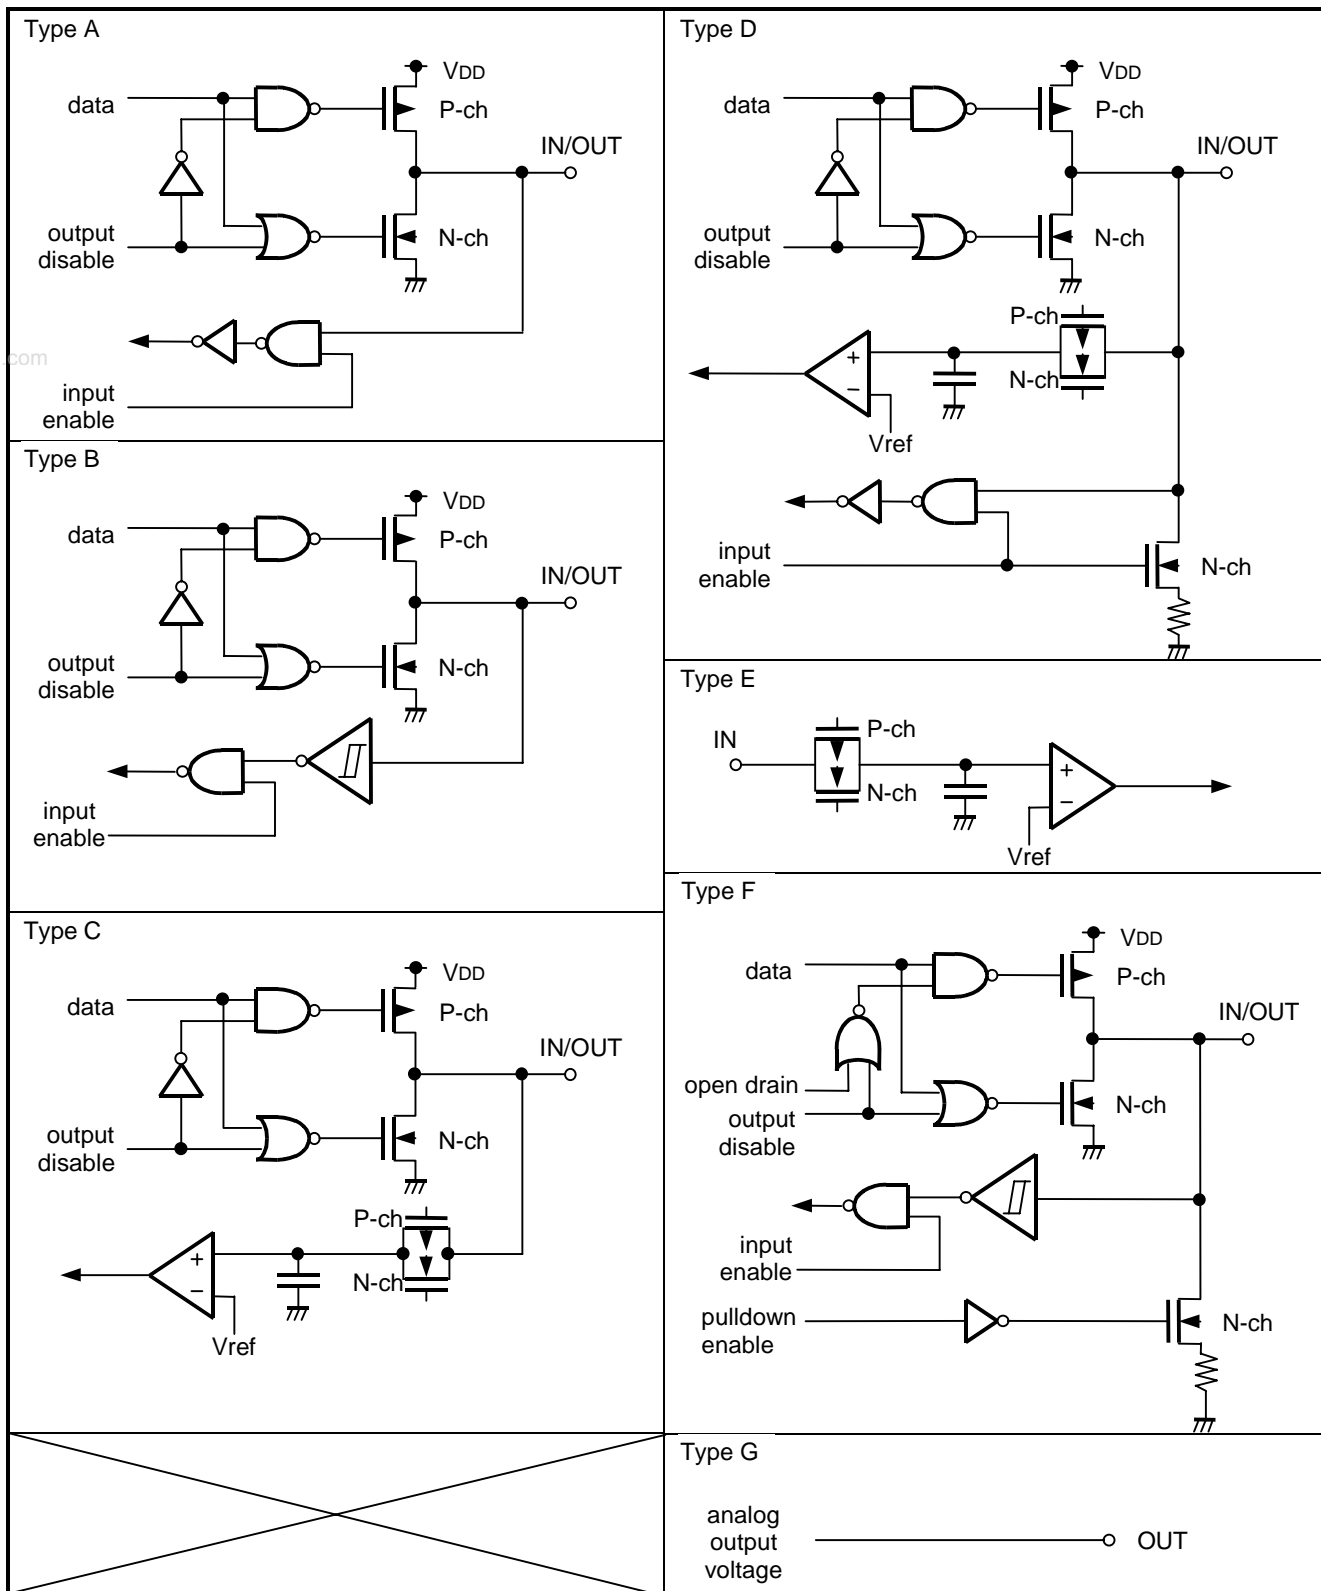 Type A
VDD
data
P-ch
IN/OUT
output
disable
N-ch
.com
input
enable
Type B
VDD
data
P-ch
IN/OUT
output
disable
N-ch
input
enable
Type C
VDD
data
P-ch
IN/OUT
output
disable
N-ch
P-ch
+
−
N-ch
Vref
Type D
VDD
data
P-ch
IN/OUT
output
disable
N-ch
P-ch
+
−
N-ch
Vref
input
enable
N-ch
Type E
IN
P-ch
N-ch
+
−
Vref
Type F
VDD
data
P-ch
IN/OUT
open drain
output
disable
N-ch
input
enable
pulldown
enable
N-ch
Type G
analog
output
voltage
OUT